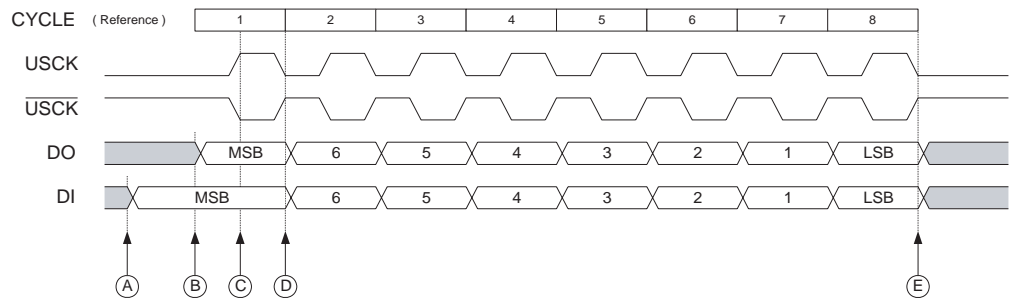 CYCLE ( Reference ) 1 2 3 4 5 6 7 8
USCK
USCK
DO MSB 6 5 4 3 2 1 LSB
DI MSB 6 5 4 3 2 1 LSB
A B C D E